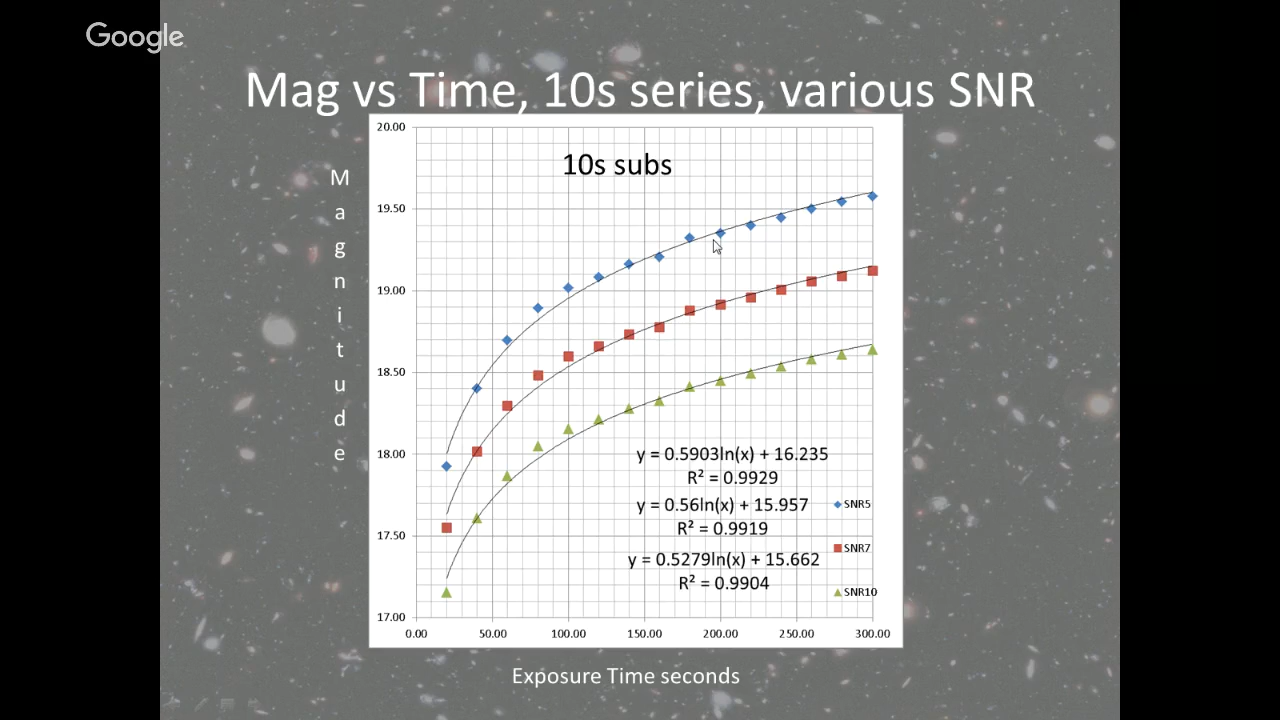 Google
Mag vs Time, 10s series, various SNR
Magnitude
10s subs
20.00
19.50
19.00
18.50
18.00
17.50
17.00
y = 0.5903ln(x) + 16.235
R² = 0.9929
y = 0.56ln(x) + 15.957
R² = 0.9919
y = 0.5279ln(x) + 15.662
R² = 0.9904
SNR5
SNR7
SNR10
0.00 50.00 100.00 150.00 200.00 250.00 300.00
Exposure Time seconds